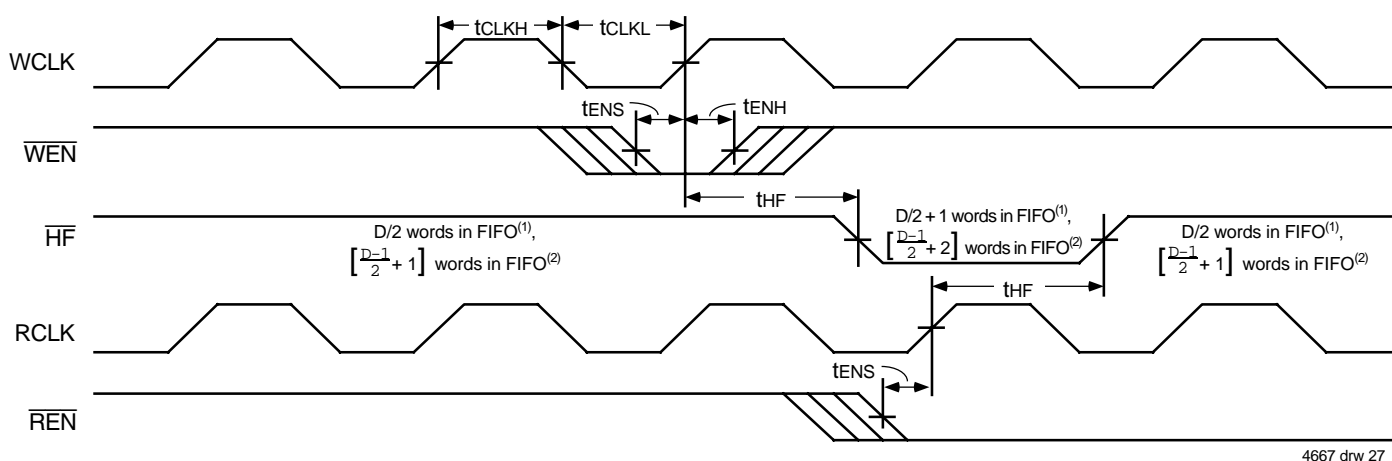 tCLKH tCLKL
WCLK
tENS tENH
WEN
tHF
HF
D/2 words in FIFO(1),
[D-1/2 + 1] words in FIFO(2)
D/2 + 1 words in FIFO(1),
[D-1/2 + 2] words in FIFO(2)
D/2 words in FIFO(1),
[D-1/2 + 1] words in FIFO(2)
tHF
RCLK
tENS
REN
4667 drw 27